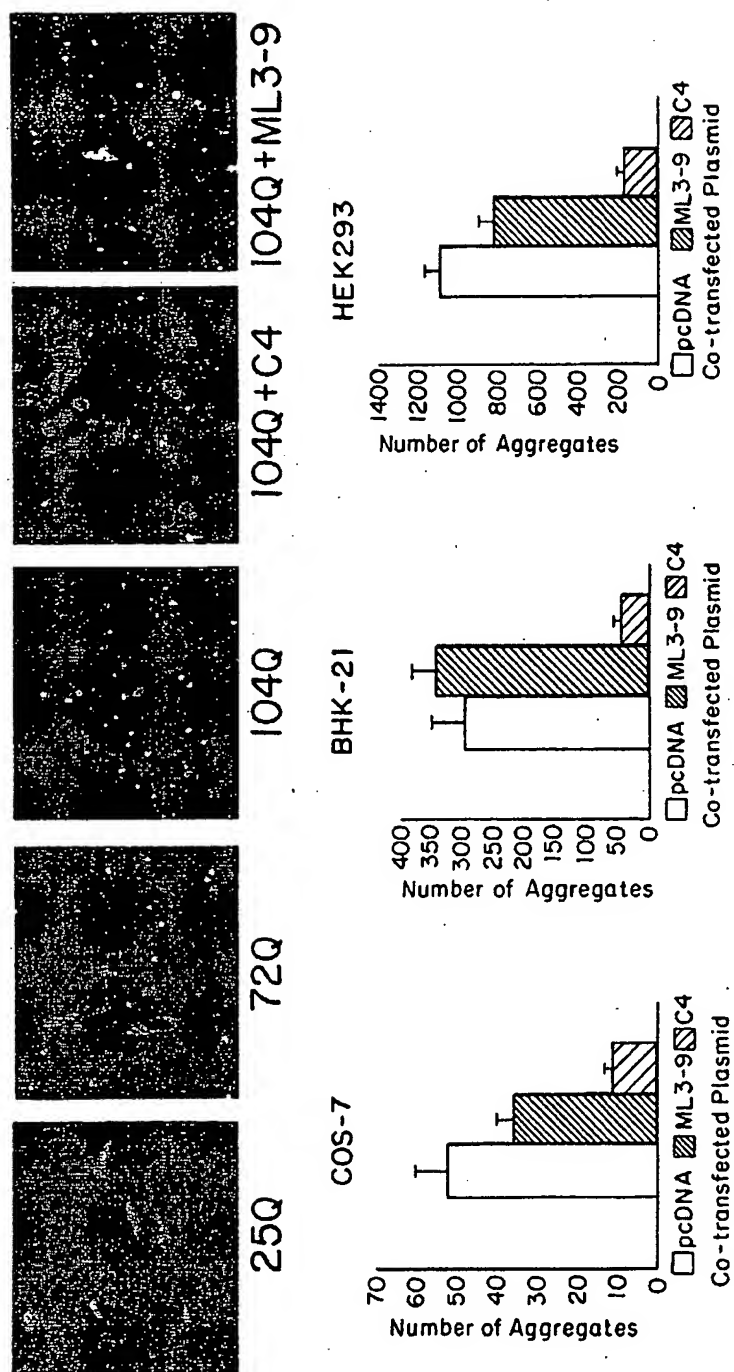 25Q
72Q
104Q
104Q+C4
104Q+ML3-9
COS-7
Number of Aggregates
70
60
50
40
30
20
10
0
pcDNA ML3-9 C4
Co-transfected Plasmid
BHK-21
Number of Aggregates
400
350
300
250
200
150
100
50
0
pcDNA ML3-9 C4
Co-transfected Plasmid
HEK293
Number of Aggregates
1400
1200
1000
800
600
400
200
0
pcDNA ML3-9 C4
Co-transfected Plasmid